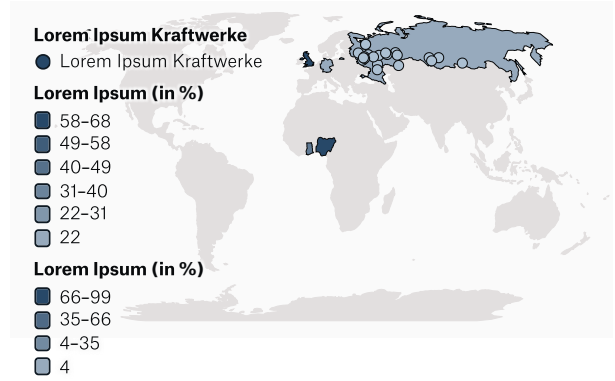 Lorem Ipsum Kraftwerke
Lorem Ipsum Kraftwerke
Lorem Ipsum (in %)
58–68
49–58
40–49
31–40
22–31
22
Lorem Ipsum (in %)
66–99
35–66
4–35
4